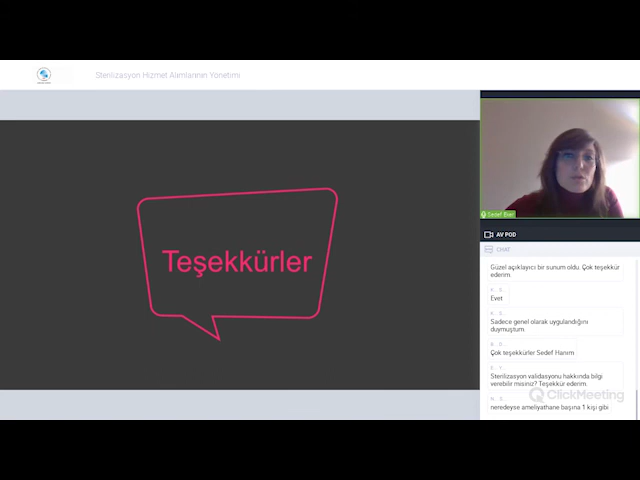 Sterilizasyon Hizmet Alımlarının Yönetimi
Teşekkürler
Sedef Bier
AV POD
CHAT
Güzel açıklayıcı bir sunum oldu. Çok teşekkür
ederim.
K... S...
Evet
K... S...
Sadece genel olarak uygulandığını
duymuştum
B... D...
Çok teşekkürler Sedef Hanım
E... Y...
Sterilizasyon validasyonu hakkında bilgi
verebilir misiniz? Teşekkür ederim.
ClickMeeting
N... S...
neredeyse ameliyathane başına 1 kişi gibi